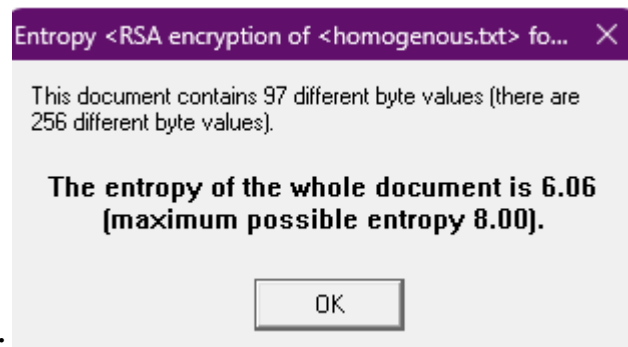 Entropy <RSA encryption of <homogenous.txt> fo...
This document contains 97 different byte values (there are
256 different byte values).
The entropy of the whole document is 6.06
(maximum possible entropy 8.00).
OK